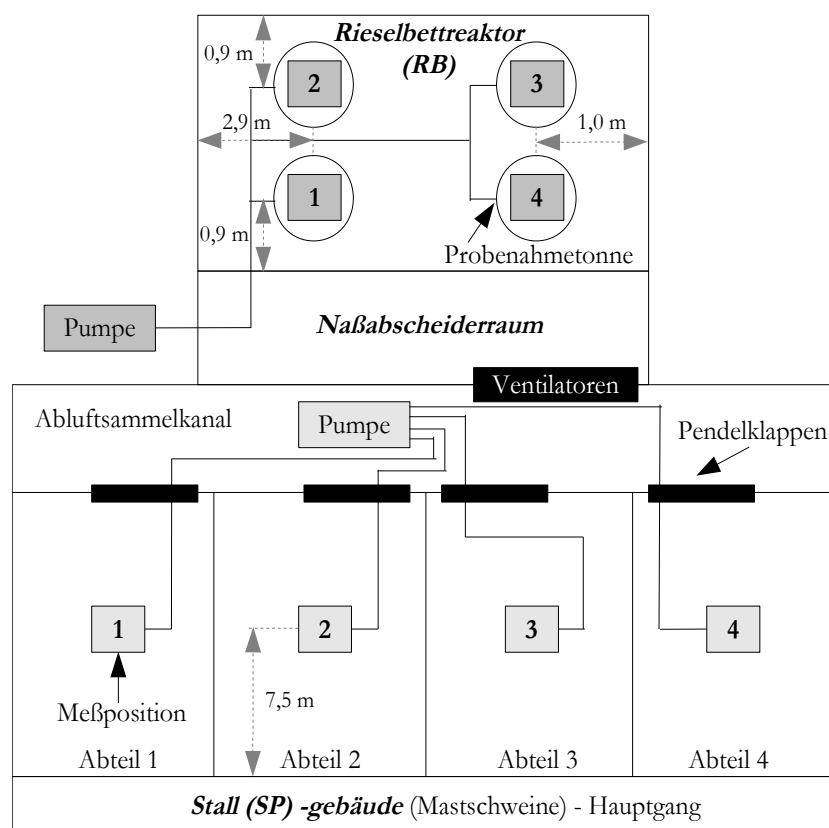 Rieselbettreaktor
(RB)
0,9 m
2
3
2,9 m
1,0 m
1
4
0,9 m
Probenahmetonne
Pumpe
Naßabscheiderraum
Ventilatoren
Abluftsammelkanal
Pumpe
Pendelklappen
1
2
3
4
7,5 m
Meßposition
Abteil 1
Abteil 2
Abteil 3
Abteil 4
Stall (SP) -gebäude (Mastschweine) - Hauptgang